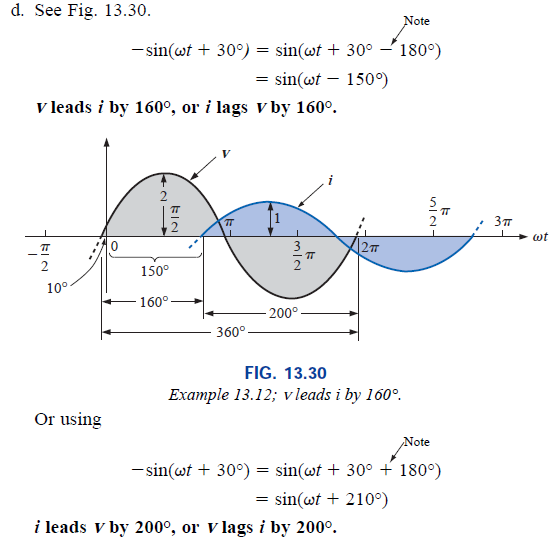 d. See Fig. 13.30.
Note
−sin(ωt + 30°) = sin(ωt + 30° − 180°)
= sin(ωt − 150°)
v leads i by 160°, or i lags v by 160°.
v
i
2
π/2
π
1
3/2 π
2π
5/2 π
3π
ωt
−π/2
0
10°
150°
160°
200°
360°
FIG. 13.30
Example 13.12; v leads i by 160°.
Or using
Note
−sin(ωt + 30°) = sin(ωt + 30° + 180°)
= sin(ωt + 210°)
i leads v by 200°, or v lags i by 200°.